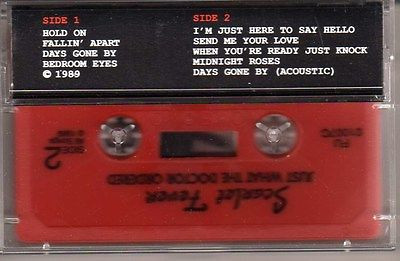 SIDE 1
HOLD ON
FALLIN' APART
DAYS GONE BY
BEDROOM EYES
© 1989
SIDE 2
I'M JUST HERE TO SAY HELLO
SEND ME YOUR LOVE
WHEN YOU'RE READY JUST KNOCK
MIDNIGHT ROSES
DAYS GONE BY (ACOUSTIC)
Scarlet Fever
JUST WHAT THE DOCTOR ORDERED
SIDE
2